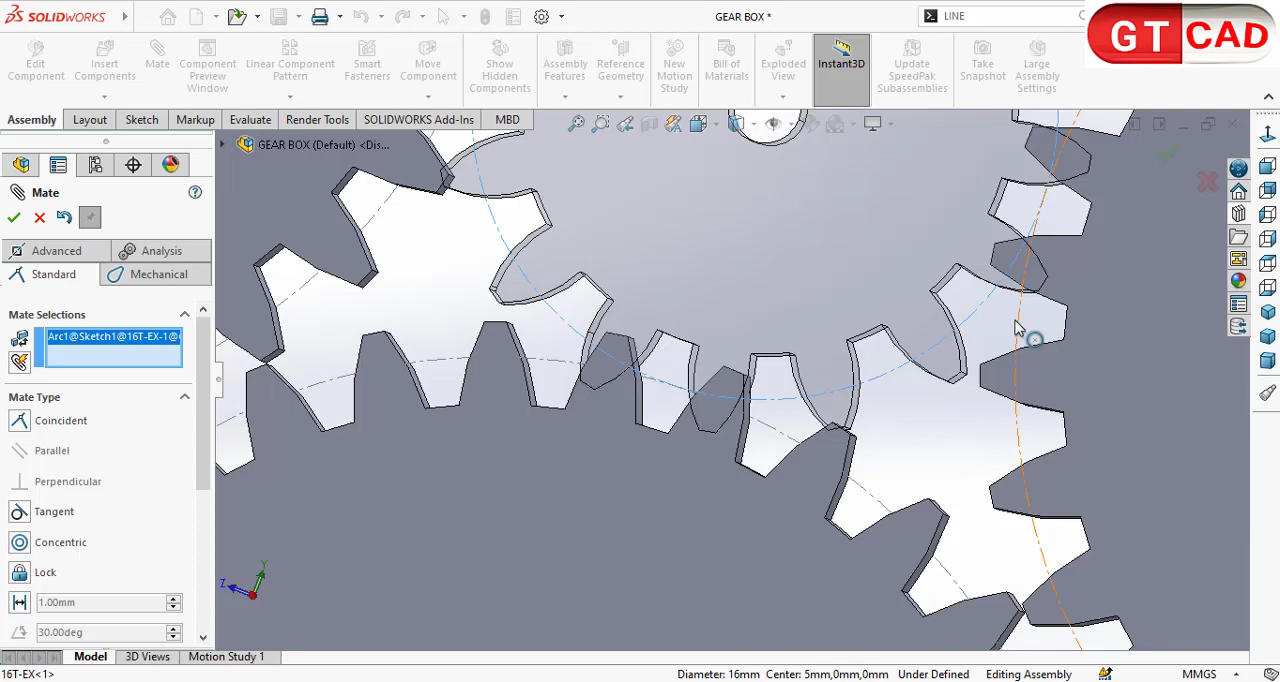 SOLIDWORKS
GEAR BOX *
LINE
GT CAD
Edit Component
Insert Components
Mate
Component Preview Window
Linear Component Pattern
Smart Fasteners
Move Component
Show Hidden Components
Assembly Features
Reference Geometry
New Motion Study
Bill of Materials
Exploded View
Instant3D
Update SpeedPak Subassemblies
Take Snapshot
Large Assembly Settings
Assembly
Layout
Sketch
Markup
Evaluate
Render Tools
SOLIDWORKS Add-Ins
MBD
GEAR BOX (Default) <Dis...
Mate
Advanced
Analysis
Standard
Mechanical
Mate Selections
Arc1@Sketch1@16T-EX-1@
Mate Type
Coincident
Parallel
Perpendicular
Tangent
Concentric
Lock
1.00mm
30.00deg
Y
Z
Model
3D Views
Motion Study 1
16T-EX<1>
Diameter: 16mm Center: 5mm,0mm,0mm
Under Defined
Editing Assembly
MMGS